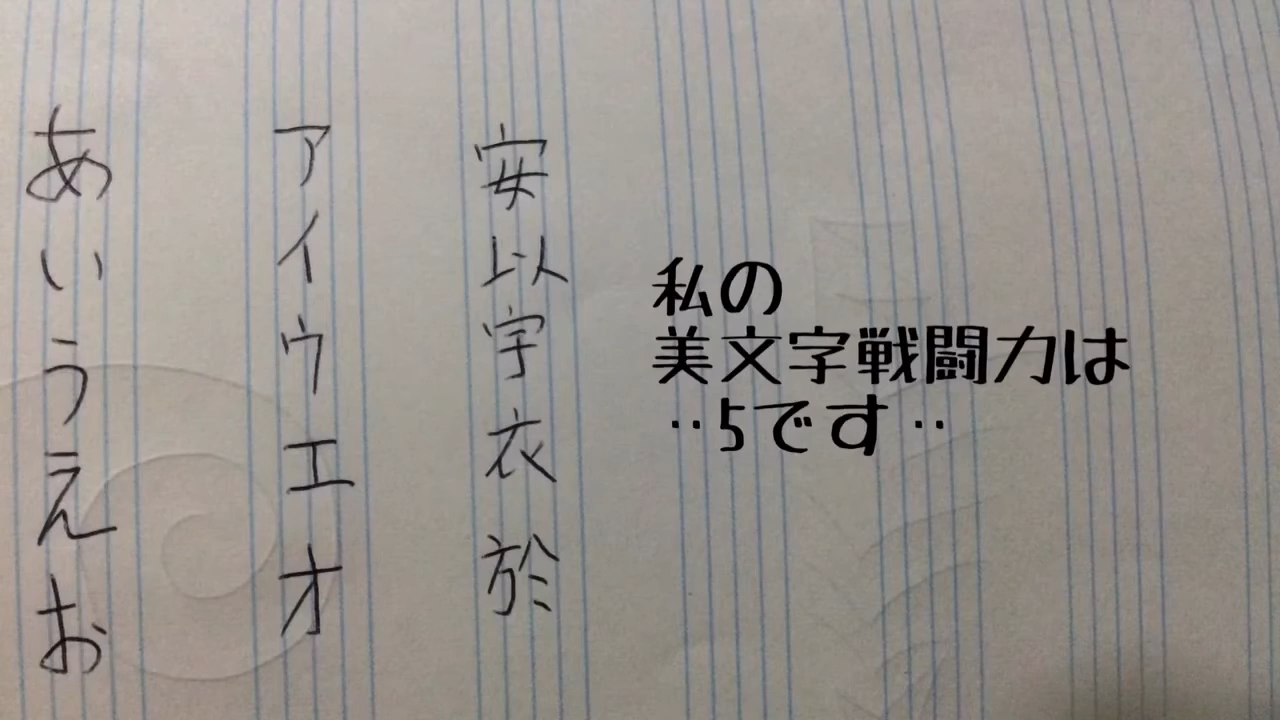 安以宇衣於
アイウエオ
あいうえお
私の
美文字戦闘力は
‥5です‥